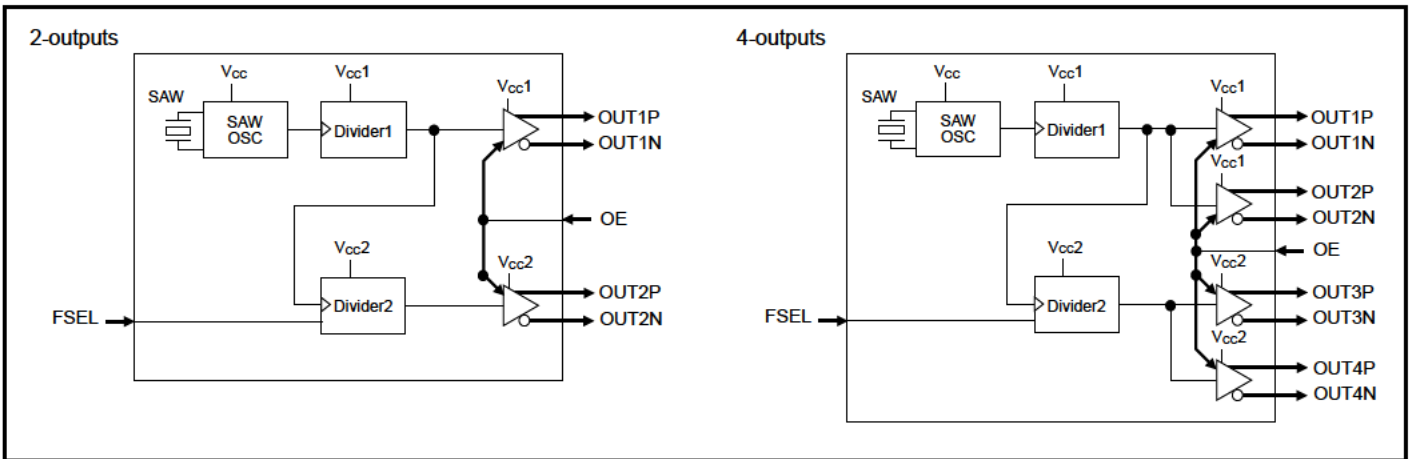 2-outputs
Vcc
Vcc1
SAW
SAW
OSC
Divider1
Vcc1
OUT1P
OUT1N
OE
Vcc2
Vcc2
Divider2
OUT2P
OUT2N
FSEL
4-outputs
Vcc
Vcc1
SAW
SAW
OSC
Divider1
Vcc1
OUT1P
OUT1N
Vcc1
OUT2P
OUT2N
OE
Vcc2
Vcc2
Divider2
OUT3P
OUT3N
FSEL
Vcc2
OUT4P
OUT4N